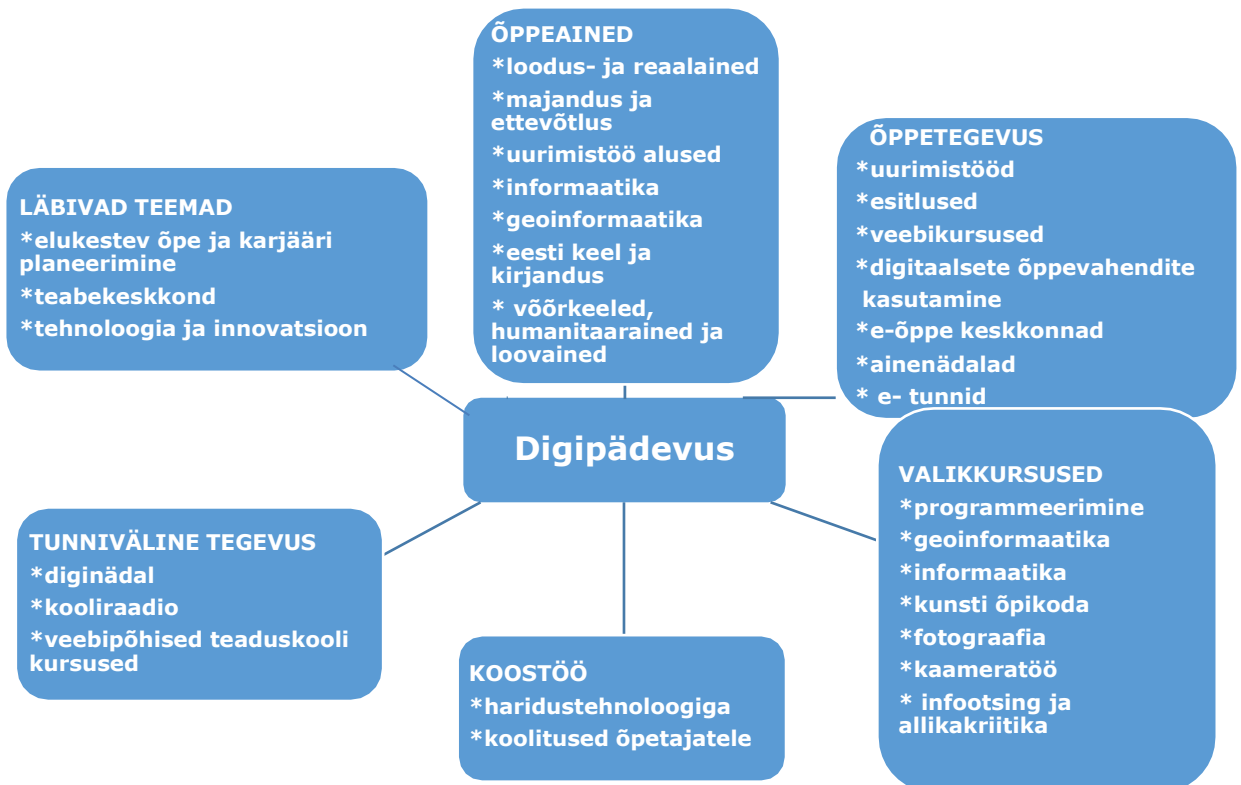 ÕPPEAINED
*loodus- ja reaalained
*majandus ja
ettevõtlus
*uurimistöö alused
*informaatika
*geoinformaatika
*eesti keel ja
kirjandus
* võõrkeeled,
humanitaarained ja
loovained
ÕPPETEGEVUS
*uurimistööd
*esitlused
*veebikursused
*digitaalsete õppevahendite
kasutamine
*e-õppe keskkonnad
*ainenädalad
* e- tunnid
LÄBIVAD TEEMAD
*elukestev õpe ja karjääri
planeerimine
*teabekeskkond
*tehnoloogia ja innovatsioon
Digipädevus
VALIKKURSUSED
*programmeerimine
*geoinformaatika
*informaatika
*kunsti õpikoda
*fotograafia
*kaameratöö
* infootsing ja
allikakriitika
TUNNIVÄLINE TEGEVUS
*diginädal
*kooliraadio
*veebipõhised teaduskooli
kursused
KOOSTÖÖ
*haridustehnoloogiga
*koolitused õpetajatele